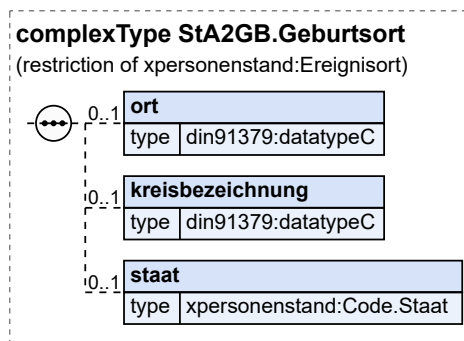 complexType StA2GB.Geburtsort
(restriction of xpersonenstand:Ereignisort)
0..1 ort
type din91379:datatypeC
0..1 kreisbezeichnung
type din91379:datatypeC
0..1 staat
type xpersonenstand:Code.Staat